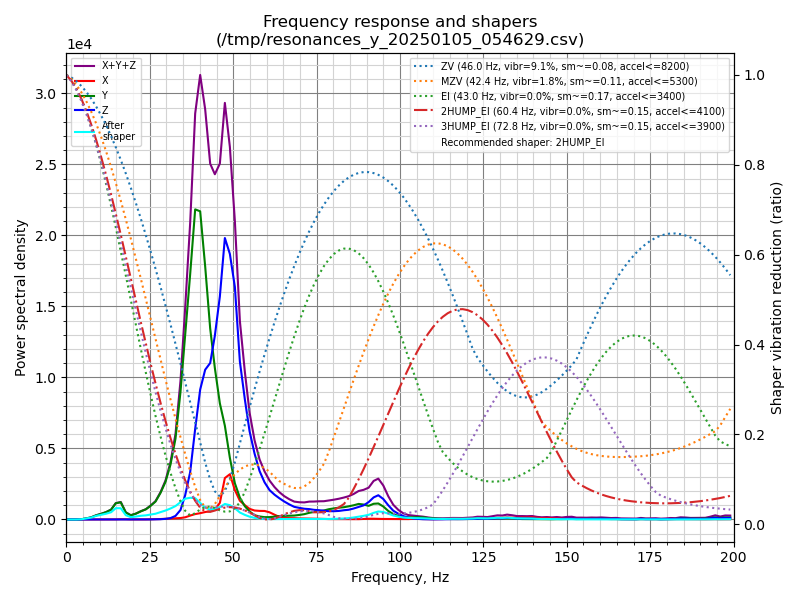 Frequency response and shapers
(/tmp/resonances_y_20250105_054629.csv)
1e4
X+Y+Z
X
Y
Z
After
shaper
ZV (46.0 Hz, vibr=9.1%, sm~=0.08, accel<=8200)
MZV (42.4 Hz, vibr=1.8%, sm~=0.11, accel<=5300)
EI (43.0 Hz, vibr=0.0%, sm~=0.17, accel<=3400)
2HUMP_EI (60.4 Hz, vibr=0.0%, sm~=0.15, accel<=4100)
3HUMP_EI (72.8 Hz, vibr=0.0%, sm~=0.15, accel<=3900)
Recommended shaper: 2HUMP_EI
Power spectral density
3.0
2.5
2.0
1.5
1.0
0.5
0.0
1.0
0.8
0.6
0.4
0.2
0.0
Shaper vibration reduction (ratio)
0 25 50 75 100 125 150 175 200
Frequency, Hz